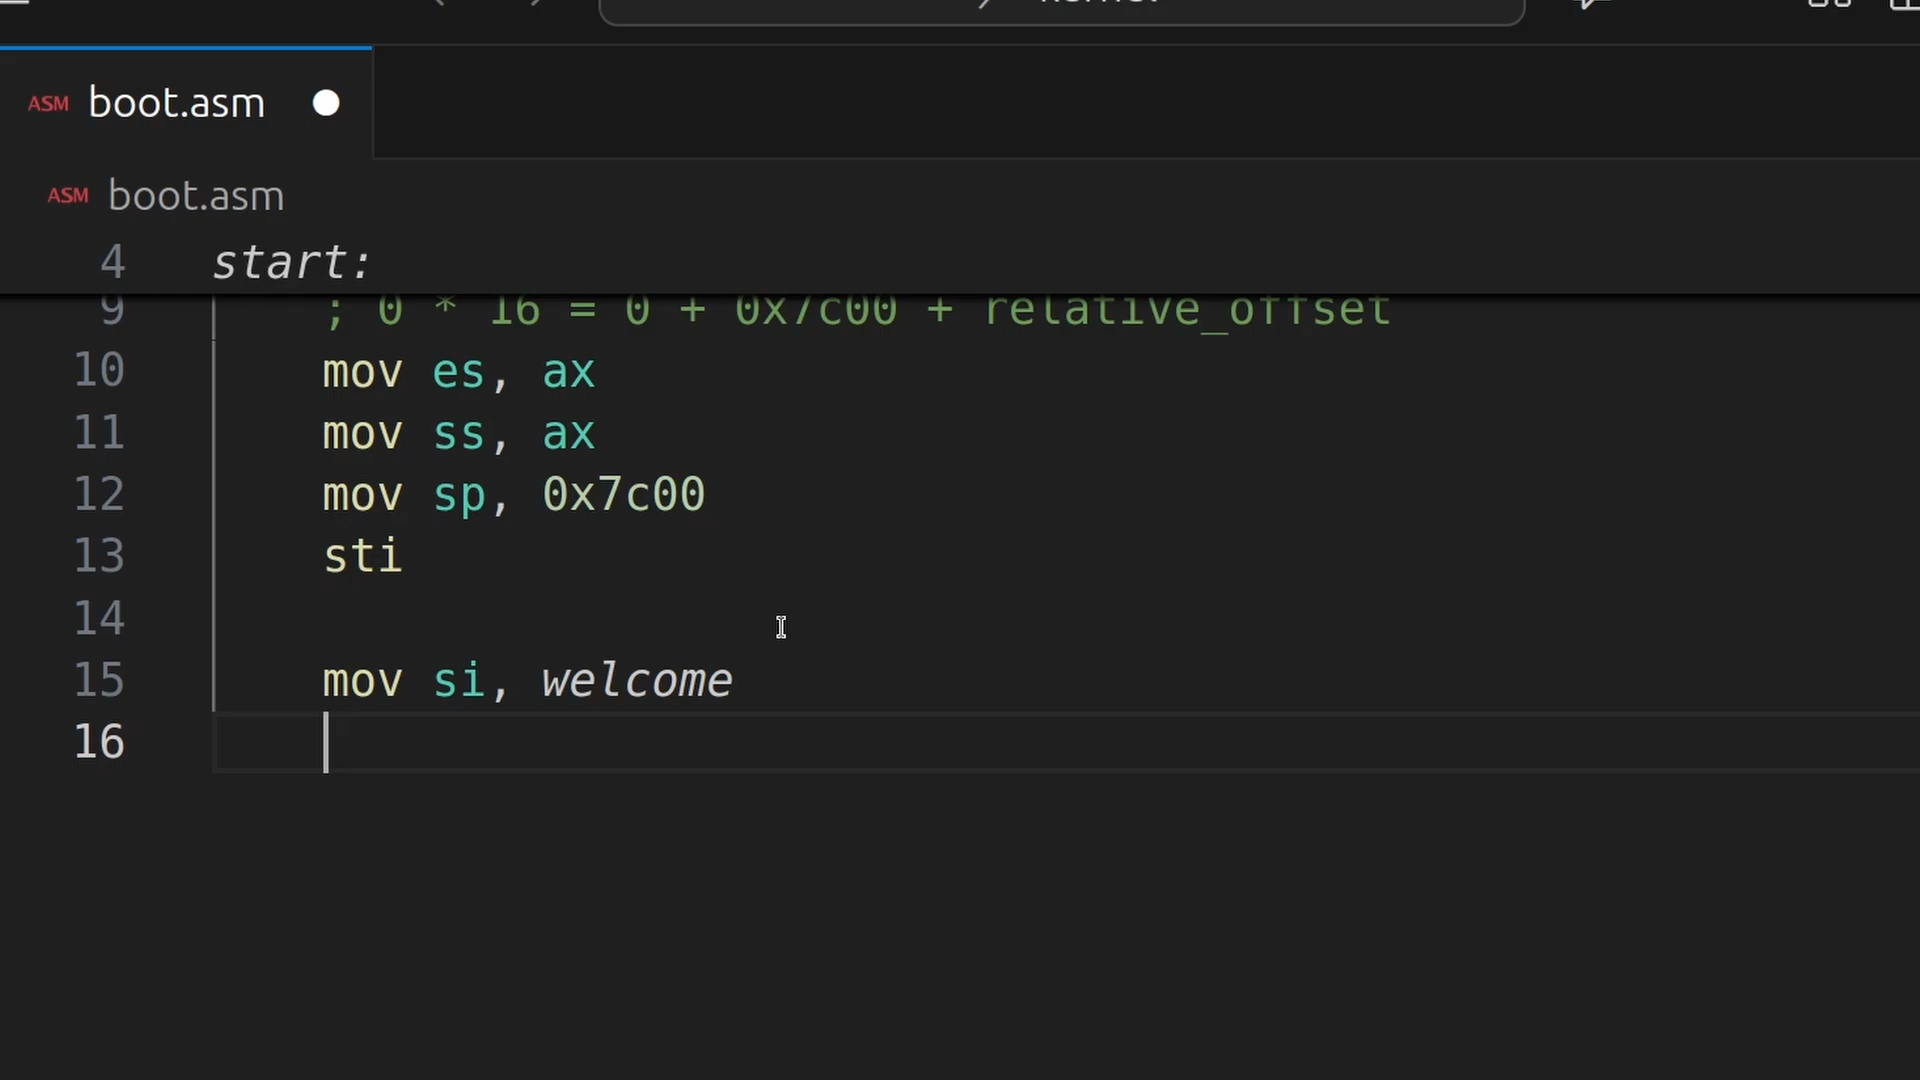 ASM boot.asm
ASM boot.asm
4 start:
9 ; 0 * 16 = 0 + 0x7c00 + relative_offset
10 mov es, ax
11 mov ss, ax
12 mov sp, 0x7c00
13 sti
14
15 mov si, welcome
16